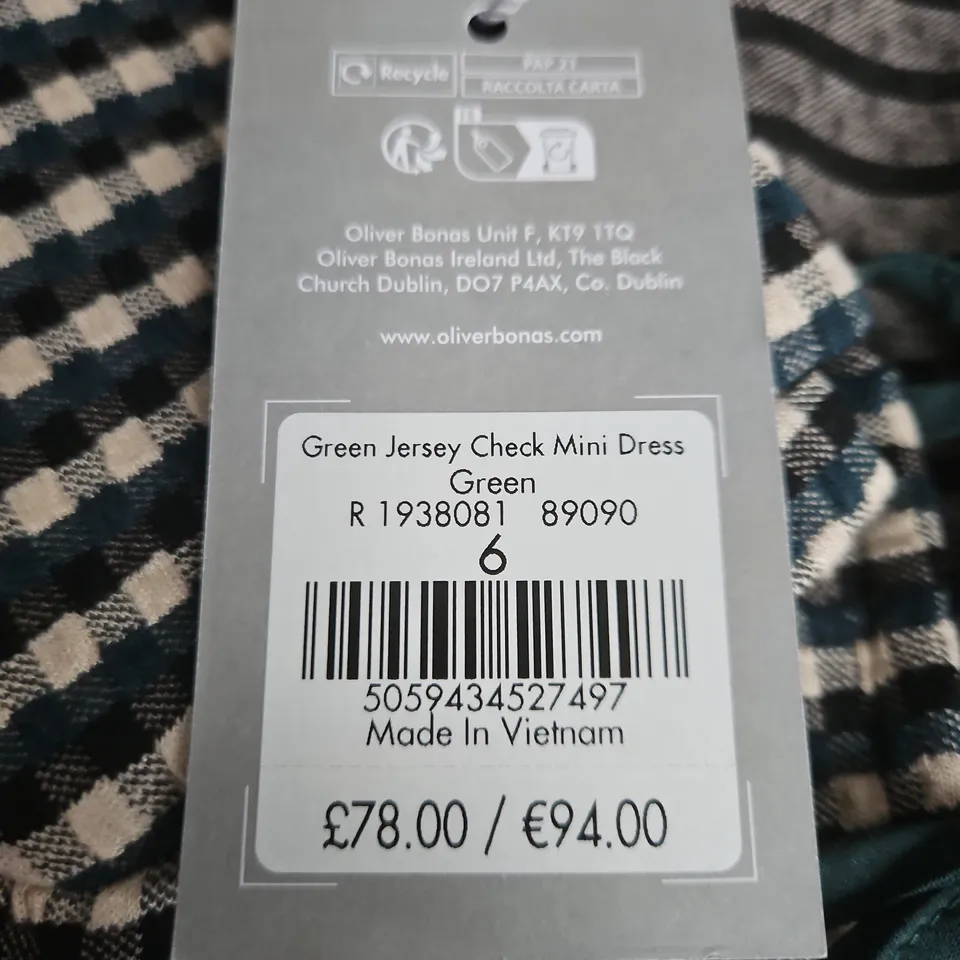 Recycle
PAP 21
RACCOLTA CARTA
FR
Oliver Bonas Unit F, KT9 1TQ
Oliver Bonas Ireland Ltd, The Black
Church Dublin, DO7 P4AX, Co. Dublin
www.oliverbonas.com
Green Jersey Check Mini Dress
Green
R 1938081 89090
6
5059434527497
Made In Vietnam
£78.00 / €94.00